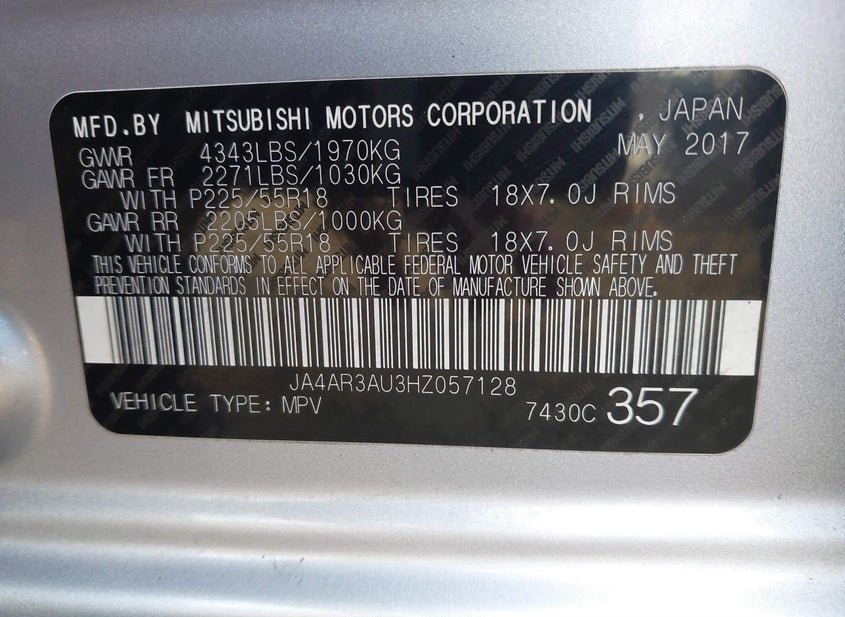 MFD.BY MITSUBISHI MOTORS CORPORATION , JAPAN
GVWR 4343LBS/1970KG MAY 2017
GAWR FR 2271LBS/1030KG
WITH P225/55R18 TIRES 18X7.0J RIMS
GAWR RR 2205LBS/1000KG
WITH P225/55R18 TIRES 18X7.0J RIMS
THIS VEHICLE CONFORMS TO ALL APPLICABLE FEDERAL MOTOR VEHICLE SAFETY AND THEFT
PREVENTION STANDARDS IN EFFECT ON THE DATE OF MANUFACTURE SHOWN ABOVE.
JA4AR3AU3HZ057128
VEHICLE TYPE: MPV 7430C 357